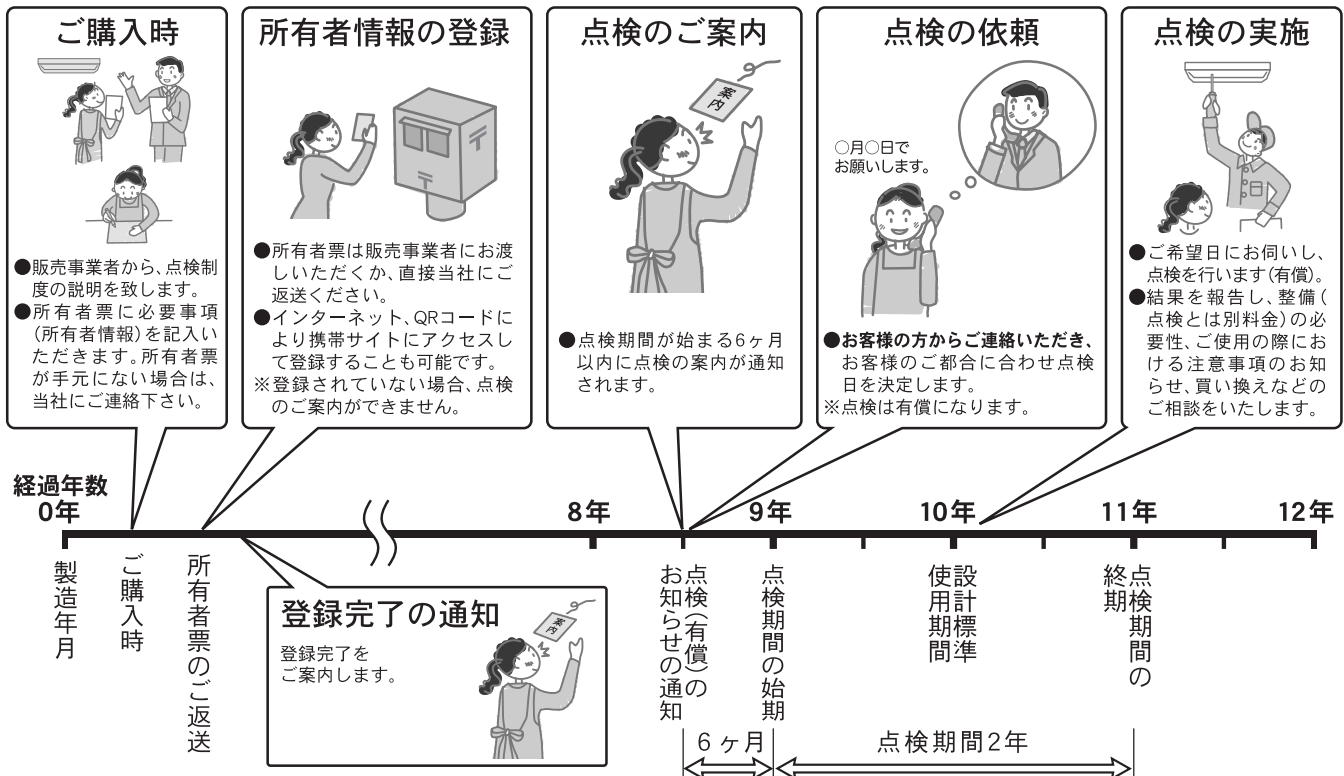 ご購入時
●販売事業者から、点検制
度の説明を致します。
●所有者票に必要事項
(所有者情報)を記入い
ただきます。所有者票
が手元にない場合は、
当社にご連絡下さい。
所有者情報の登録
●所有者票は販売事業者にお渡
しいただくか、直接当社にご
返送ください。
●インターネット、QRコードに
より携帯サイトにアクセスし
て登録することも可能です。
※登録されていない場合、点検
のご案内ができません。
点検のご案内
案内
●点検期間が始まる6ヶ月
以内に点検の案内が通知
されます。
点検の依頼
○月○日で
お願いします。
●お客様の方からご連絡いただき、
お客様のご都合に合わせ点検
日を決定します。
※点検は有償になります。
点検の実施
●ご希望日にお伺いし、
点検を行います(有償)。
●結果を報告し、整備(
点検とは別料金)の必
要性、ご使用の際にお
ける注意事項のお知
らせ、買い換えなどの
ご相談をいたします。
経過年数
0年
8年
9年
10年
11年
12年
製造年月
ご購入時
所有者票のご返送
登録完了の通知
登録完了を
ご案内します。
案内
点検(有償)の
お知らせの通知
点検期間の始期
設計標準
使用期間
点検期間の
終期
6ヶ月
点検期間2年